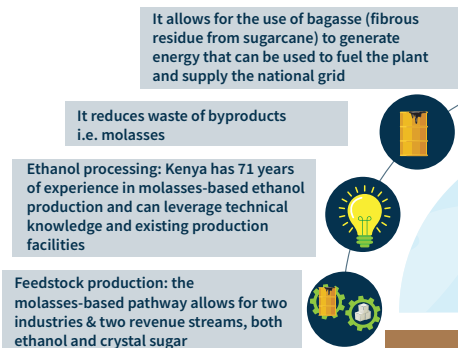 It allows for the use of bagasse (fibrous
residue from sugarcane) to generate
energy that can be used to fuel the plant
and supply the national grid
It reduces waste of byproducts
i.e. molasses
Ethanol processing: Kenya has 71 years
of experience in molasses-based ethanol
production and can leverage technical
knowledge and existing production
facilities
Feedstock production: the
molasses-based pathway allows for two
industries & two revenue streams, both
ethanol and crystal sugar